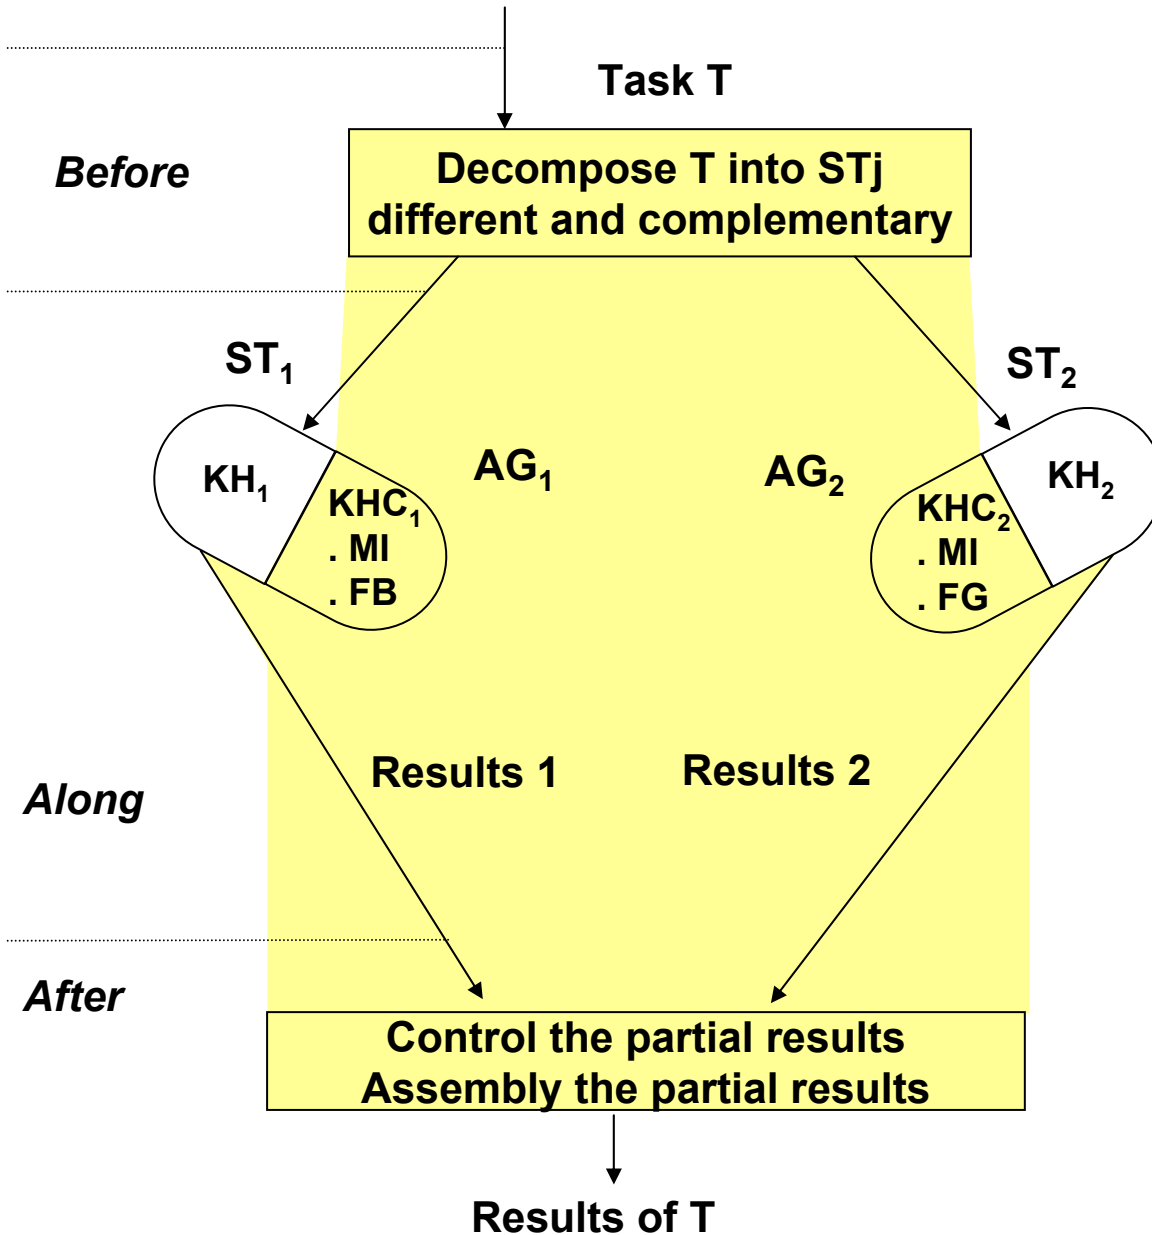 Task T
Before
Decompose T into STj
different and complementary
ST₁
ST₂
KH₁
KHC₁
. MI
. FB
AG₁
AG₂
KHC₂
. MI
. FG
KH₂
Results 1
Results 2
Along
After
Control the partial results
Assembly the partial results
Results of T